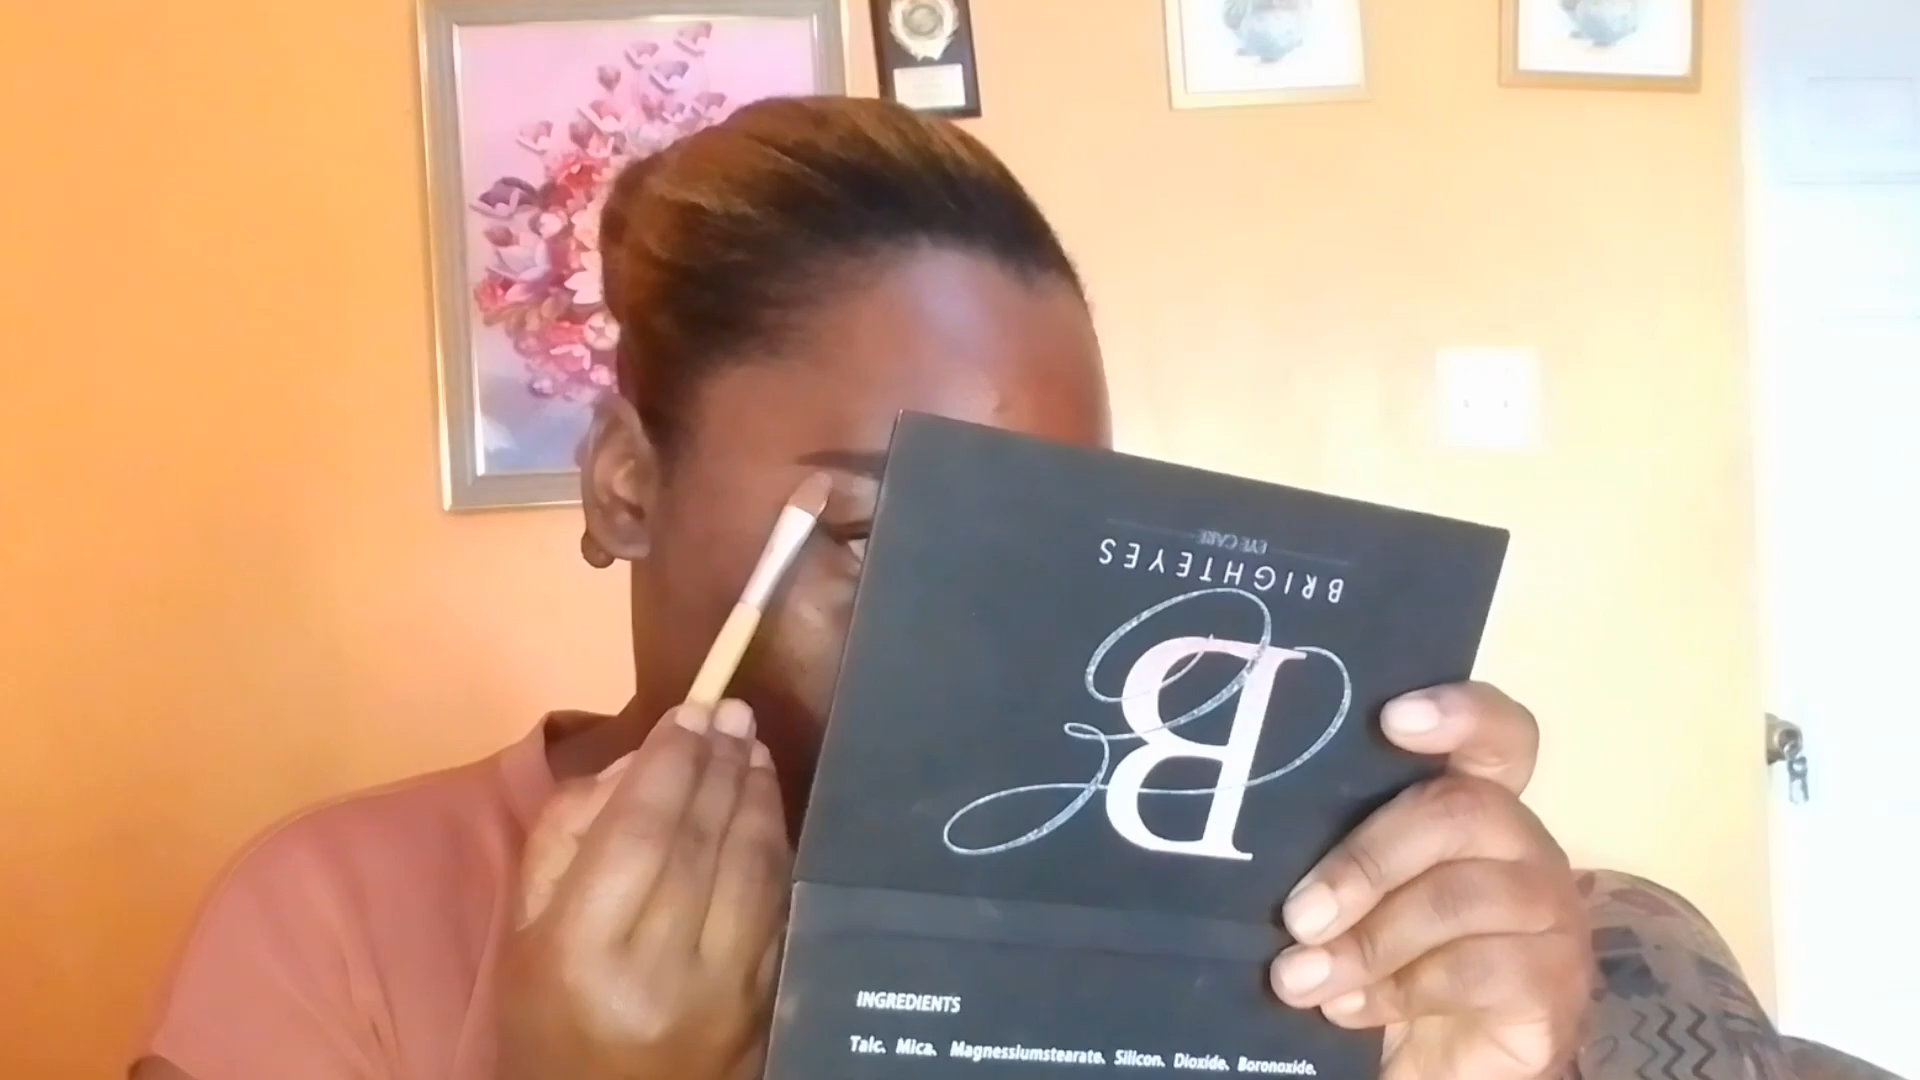 BRIGHTEYES
EYE CARE
B
INGREDIENTS
Talc. Mica. Magnessiumstearate. Silicon. Dioxide. Boronoxide.